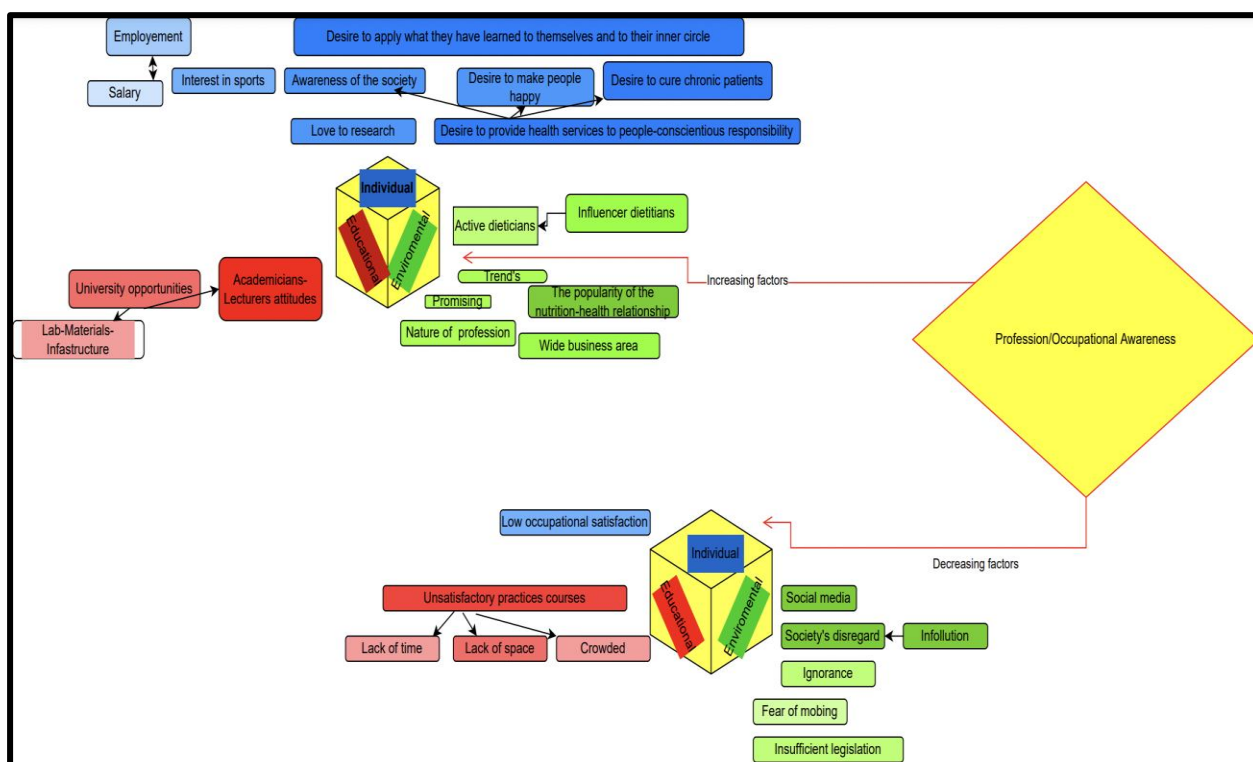 Employement
Desire to apply what they have learned to themselves and to their inner circle
Salary
Interest in sports
Awareness of the society
Desire to make people
happy
Desire to cure chronic patients
Love to research
Desire to provide health services to people-conscientious responsibility
Individual
Educational
Enviromental
Active dieticians
Influencer dietitians
University opportunities
Academicians-
Lecturers attitudes
Lab-Materials-
Infastructure
Trend's
Promising
The popularity of the
nutrition-health relationship
Nature of profession
Wide business area
Increasing factors
Profession/Occupational Awareness
Decreasing factors
Low occupational satisfaction
Individual
Educational
Enviromental
Unsatisfactory practices courses
Lack of time
Lack of space
Crowded
Social media
Society's disregard
Infollution
Ignorance
Fear of mobing
Insufficient legislation